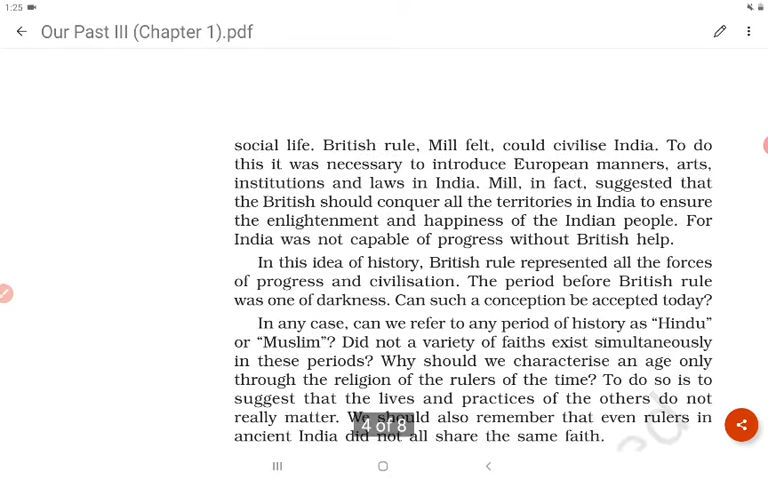 1:25
Our Past III (Chapter 1).pdf
social life. British rule, Mill felt, could civilise India. To do
this it was necessary to introduce European manners, arts,
institutions and laws in India. Mill, in fact, suggested that
the British should conquer all the territories in India to ensure
the enlightenment and happiness of the Indian people. For
India was not capable of progress without British help.
In this idea of history, British rule represented all the forces
of progress and civilisation. The period before British rule
was one of darkness. Can such a conception be accepted today?
In any case, can we refer to any period of history as “Hindu”
or “Muslim”? Did not a variety of faiths exist simultaneously
in these periods? Why should we characterise an age only
through the religion of the rulers of the time? To do so is to
suggest that the lives and practices of the others do not
really matter. We should also remember that even rulers in
4 of 8
ancient India did not all share the same faith.